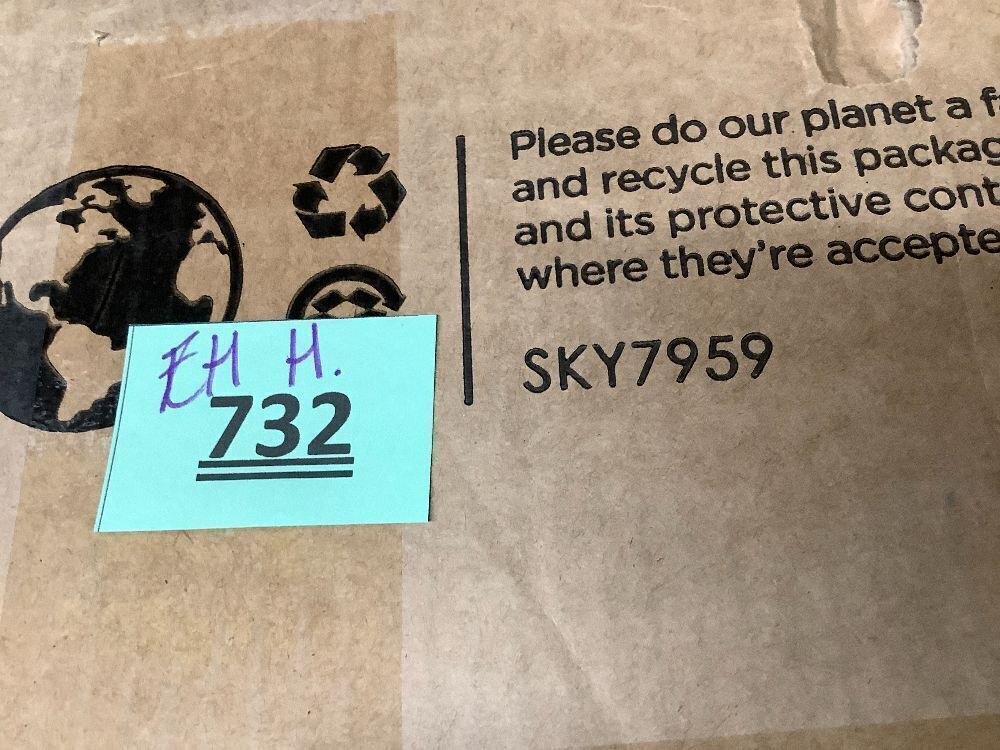 Please do our planet a f
and recycle this packag
and its protective cont
where they're accepte
SKY7959
EH H.
732